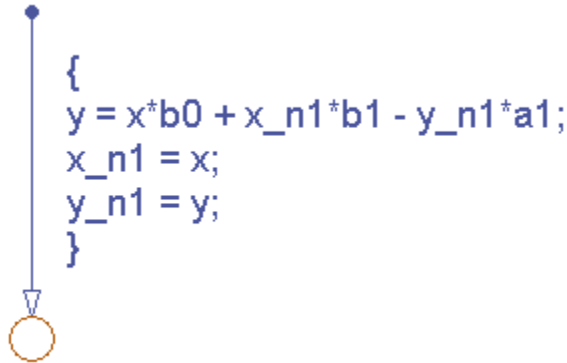 {
y = x*b0 + x_n1*b1 - y_n1*a1;
x_n1 = x;
y_n1 = y;
}